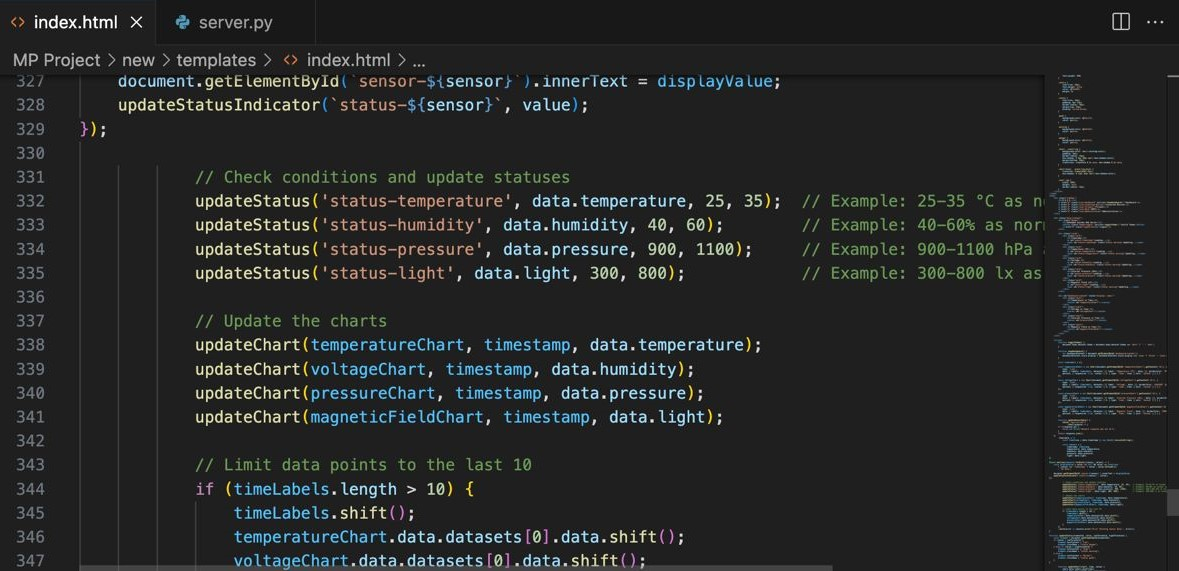 index.html
server.py
MP Project > new > templates > index.html > ...
327 document.getElementById(`sensor-${sensor}`).innerText = displayValue;
328 updateStatusIndicator(`status-${sensor}`, value);
329 });
330
331 // Check conditions and update statuses
332 updateStatus('status-temperature', data.temperature, 25, 35); // Example: 25-35 °C as
333 updateStatus('status-humidity', data.humidity, 40, 60); // Example: 40-60% as
334 updateStatus('status-pressure', data.pressure, 900, 1100); // Example: 900-1100 hPa
335 updateStatus('status-light', data.light, 300, 800); // Example: 300-800 lx as
336
337 // Update the charts
338 updateChart(temperatureChart, timestamp, data.temperature);
339 updateChart(voltageChart, timestamp, data.humidity);
340 updateChart(pressureChart, timestamp, data.pressure);
341 updateChart(magneticFieldChart, timestamp, data.light);
342
343 // Limit data points to the last 10
344 if (timeLabels.length > 10) {
345 timeLabels.shift();
346 temperatureChart.data.datasets[0].data.shift();
347 voltageChart.data.datasets[0].data.shift();